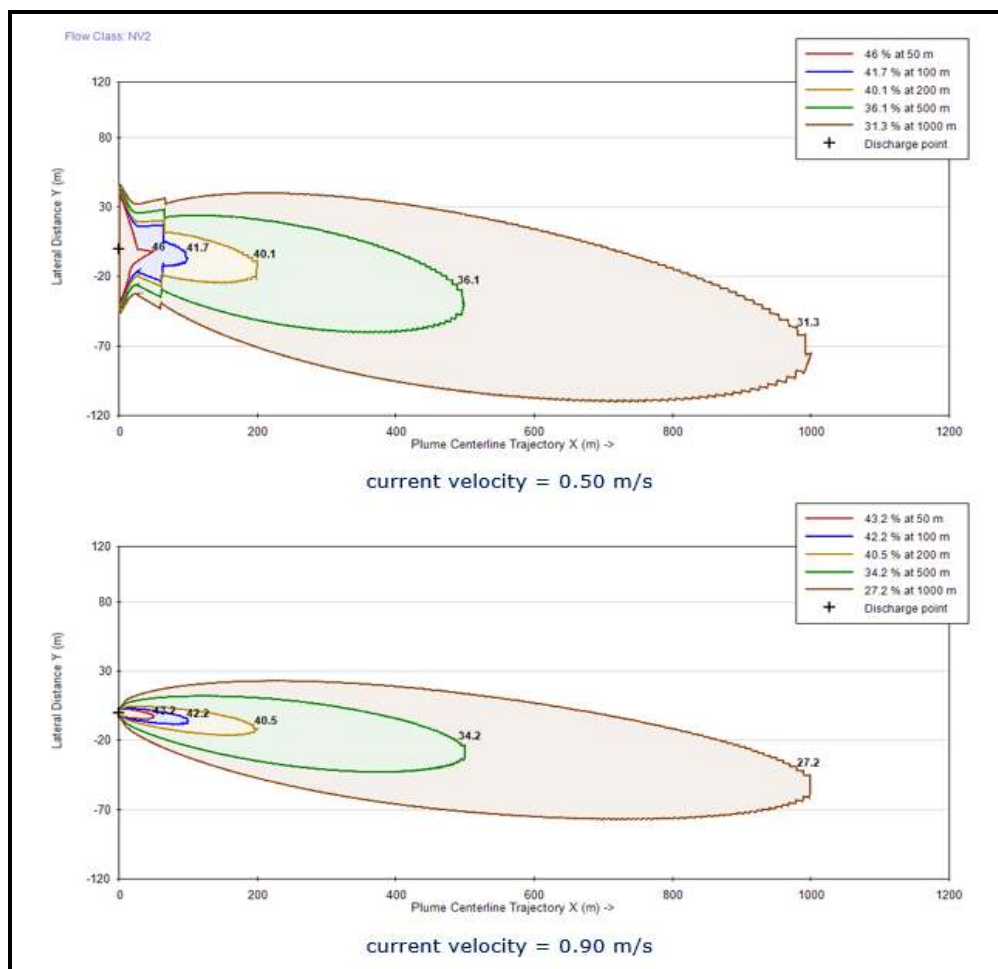 Flow Class: NV2
46 % at 50 m
41.7 % at 100 m
40.1 % at 200 m
36.1 % at 500 m
31.3 % at 1000 m
Discharge point
Lateral Distance Y (m)
120
80
30
-20
-70
-120
46
41.7
40.1
36.1
31.3
0
200
400
600
800
1000
1200
Plume Centerline Trajectory X (m) ->
current velocity = 0.50 m/s
43.2 % at 50 m
42.2 % at 100 m
40.5 % at 200 m
34.2 % at 500 m
27.2 % at 1000 m
Discharge point
Lateral Distance Y (m)
120
80
30
-20
-70
-120
43.2
42.2
40.5
34.2
27.2
0
200
400
600
800
1000
1200
Plume Centerline Trajectory X (m) ->
current velocity = 0.90 m/s